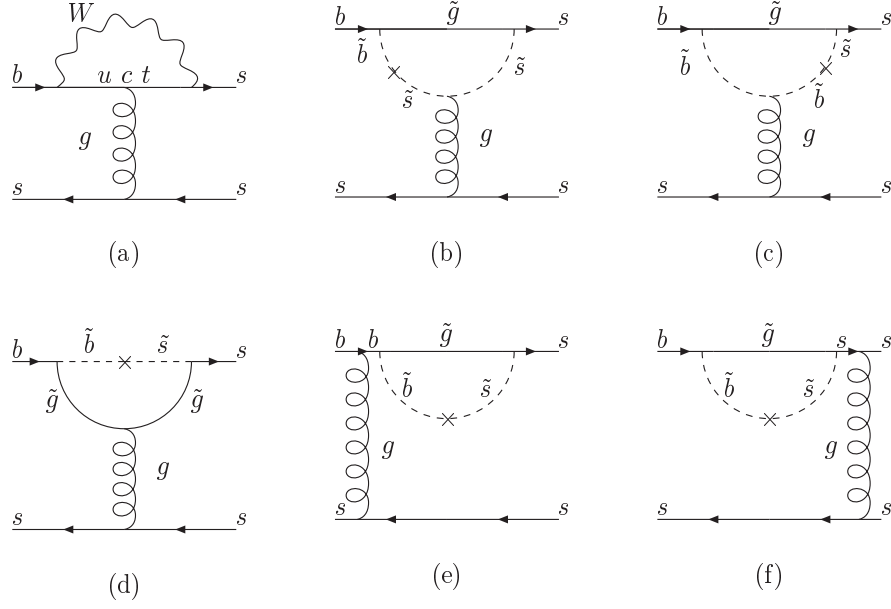 W
b u c t s
g
s s
(a)
b g̃ s
b̃ s̃
s̃
g
s s
(b)
b g̃ s
b̃ s̃
b̃
g
s s
(c)
b b̃ s̃ s
g̃ g̃
g
s s
(d)
b b g̃ s
b̃ s̃
g
s s
(e)
b g̃ s s
b̃ s̃
g
s s
(f)